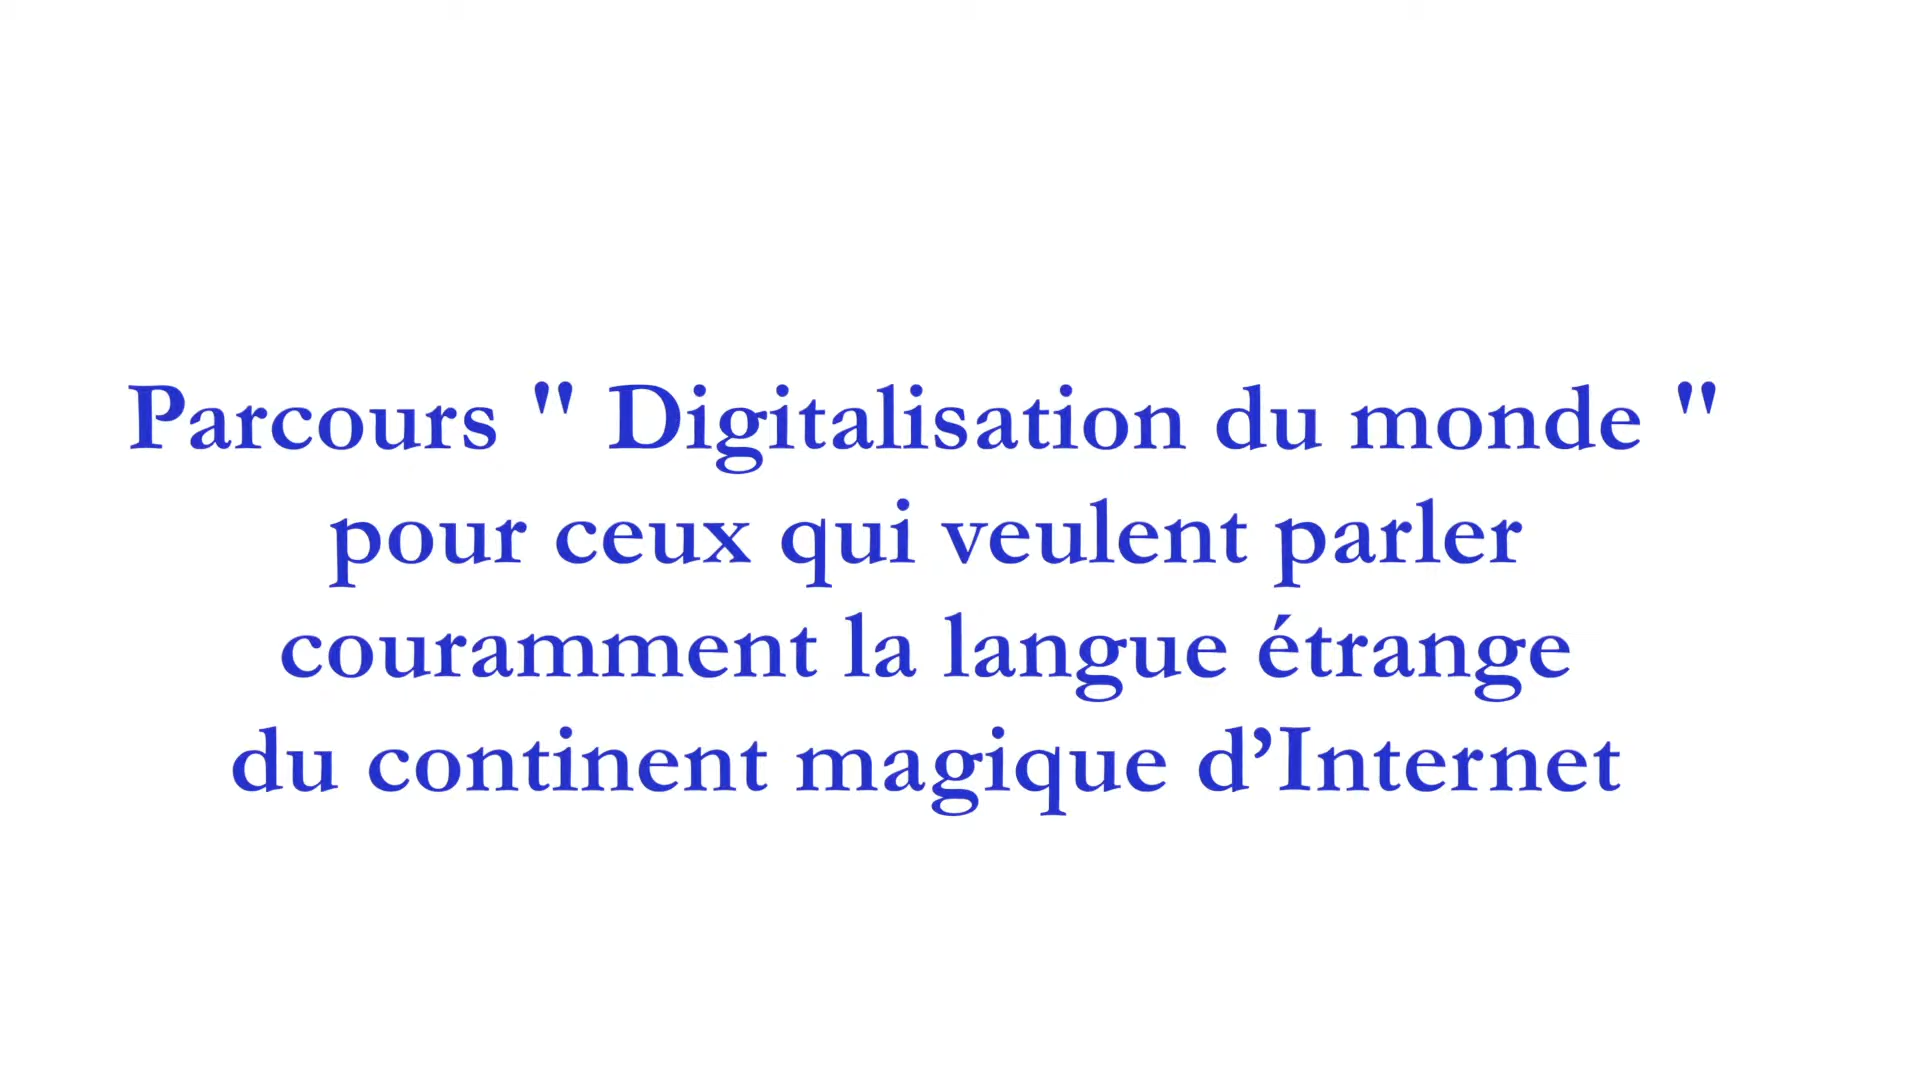 Parcours " Digitalisation du monde "
pour ceux qui veulent parler
couramment la langue étrange
du continent magique d’Internet